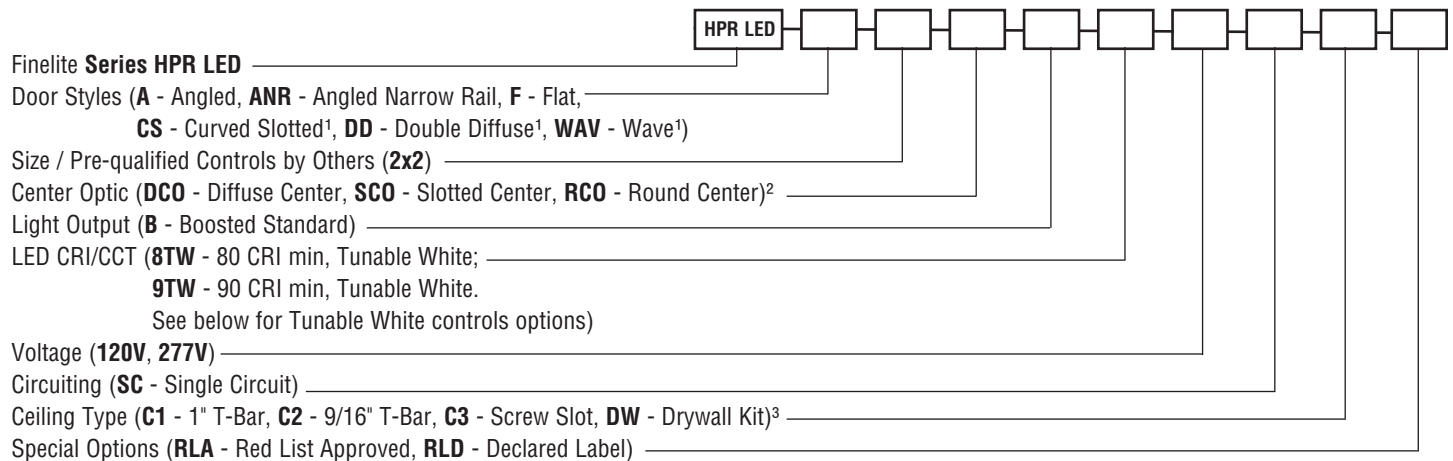 HPR LED
Finelite Series HPR LED
Door Styles (A - Angled, ANR - Angled Narrow Rail, F - Flat,
CS - Curved Slotted¹, DD - Double Diffuse¹, WAV - Wave¹)
Size / Pre-qualified Controls by Others (2x2)
Center Optic (DCO - Diffuse Center, SCO - Slotted Center, RCO - Round Center)²
Light Output (B - Boosted Standard)
LED CRI/CCT (8TW - 80 CRI min, Tunable White;
9TW - 90 CRI min, Tunable White.
See below for Tunable White controls options)
Voltage (120V, 277V)
Circuiting (SC - Single Circuit)
Ceiling Type (C1 - 1" T-Bar, C2 - 9/16" T-Bar, C3 - Screw Slot, DW - Drywall Kit)³
Special Options (RLA - Red List Approved, RLD - Declared Label)